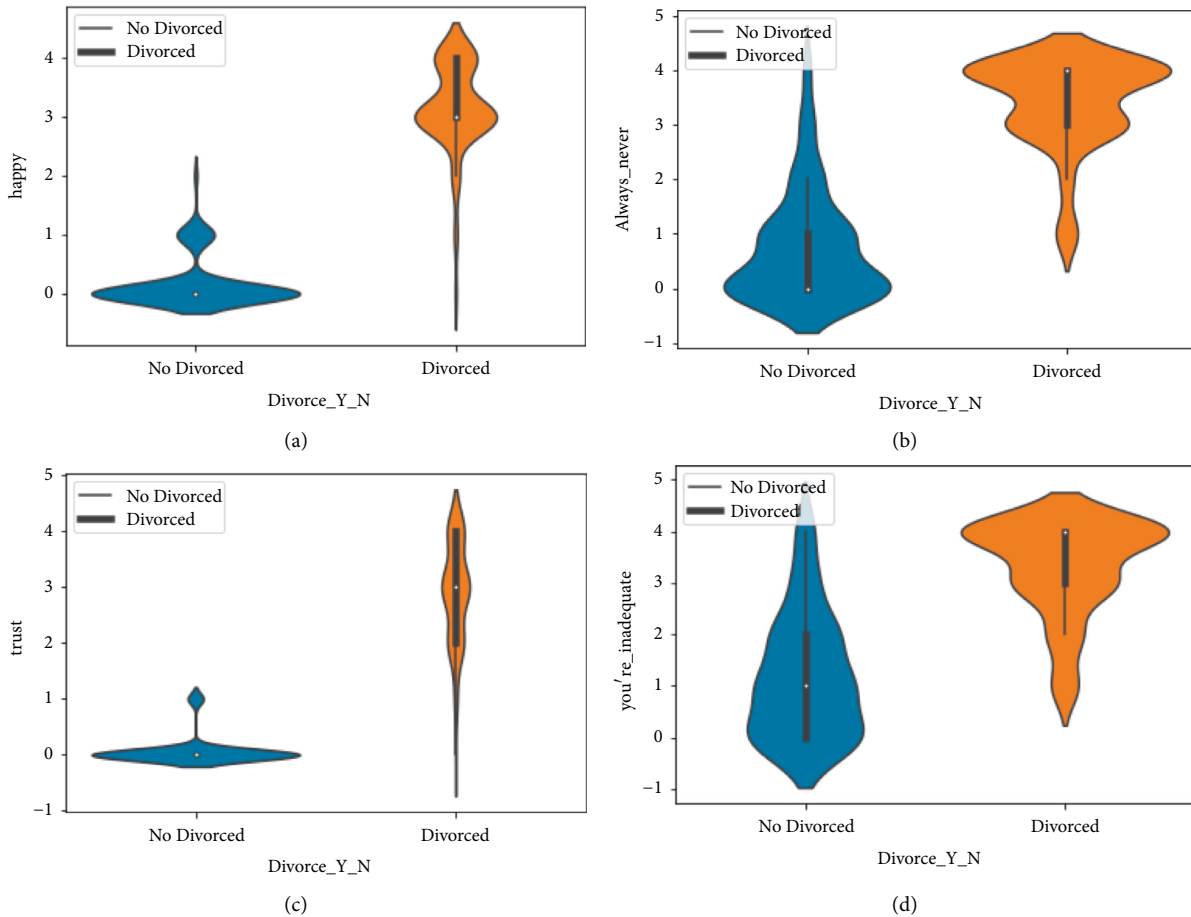 No Divorced
Divorced
4
3
2
1
0
happy
No Divorced
Divorced
Divorce_Y_N
(a)
No Divorced
Divorced
5
4
3
2
1
0
−1
Always_never
No Divorced
Divorced
Divorce_Y_N
(b)
No Divorced
Divorced
5
4
3
2
1
0
−1
trust
No Divorced
Divorced
Divorce_Y_N
(c)
No Divorced
Divorced
5
4
3
2
1
0
−1
you're_inadequate
No Divorced
Divorced
Divorce_Y_N
(d)